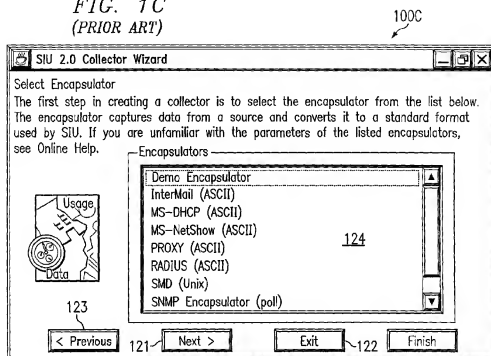 FIG. 1C
(PRIOR ART)
100C
SIU 2.0 Collector Wizard
Select Encapsulator
The first step in creating a collector is to select the encapsulator from the list below.
The encapsulator captures data from a source and converts it to a standard format
used by SIU. If you are unfamiliar with the parameters of the listed encapsulators,
see Online Help.
Encapsulators
Demo Encapsulator
InterMail (ASCII)
MS-DHCP (ASCII)
MS-NetShow (ASCII)
PROXY (ASCII)
RADIUS (ASCII)
SMD (Unix)
SNMP Encapsulator (poll)
124
Usage
Data
123
< Previous
121
Next >
Exit
122
Finish